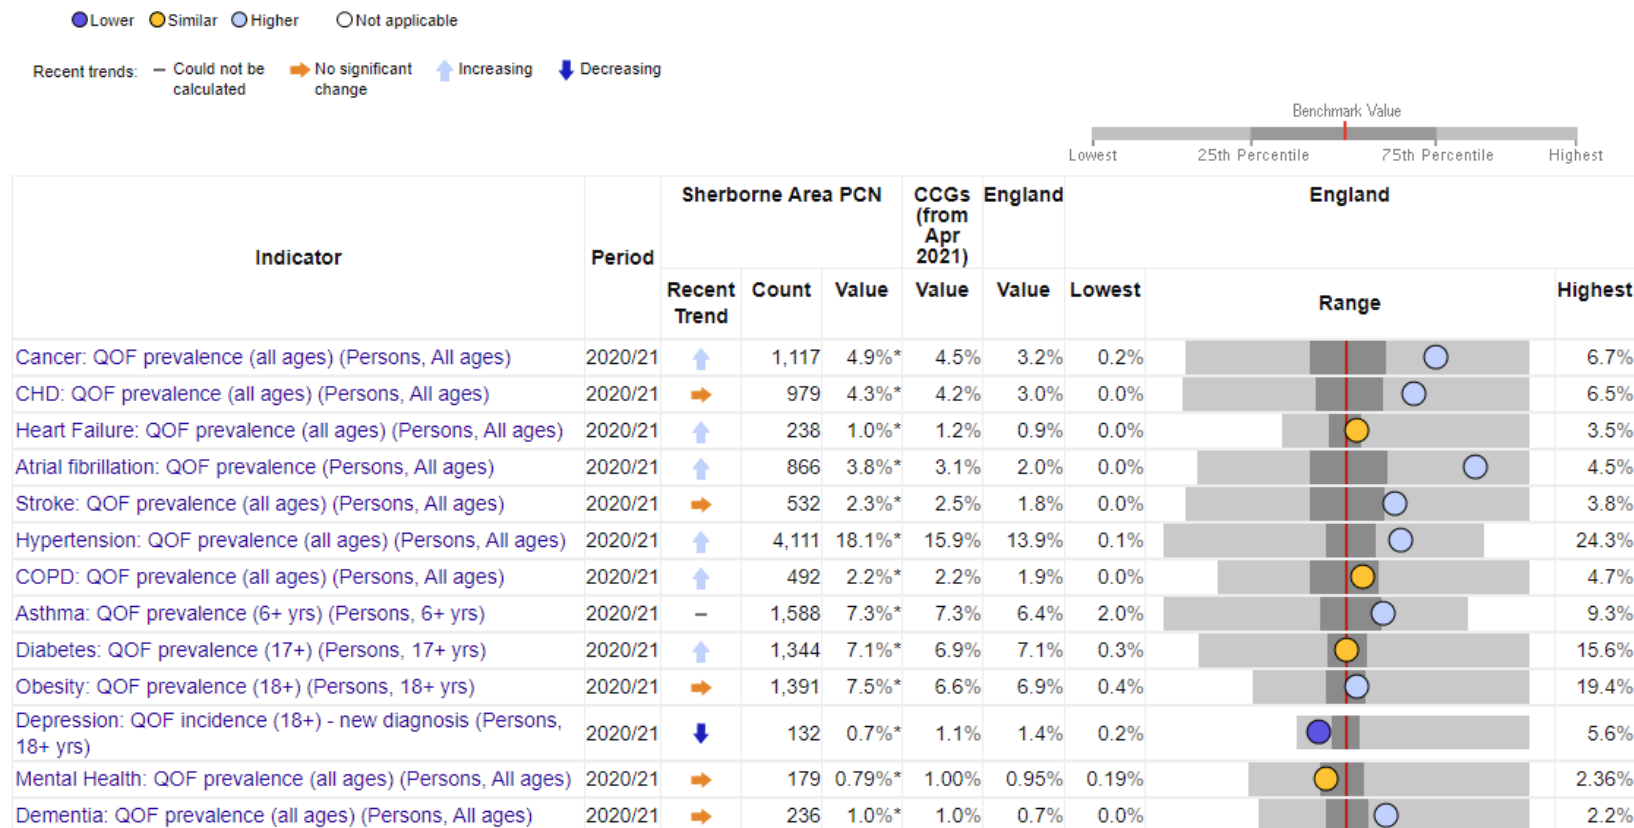 Lower Similar Higher Not applicable
Recent trends: – Could not be calculated No significant change Increasing Decreasing
Benchmark Value
Lowest 25th Percentile 75th Percentile Highest
Indicator Period Sherborne Area PCN CCGs (from Apr 2021) England England
Recent Trend Count Value Value Value Lowest Range Highest
Cancer: QOF prevalence (all ages) (Persons, All ages) 2020/21 1,117 4.9%* 4.5% 3.2% 0.2% 6.7%
CHD: QOF prevalence (all ages) (Persons, All ages) 2020/21 979 4.3%* 4.2% 3.0% 0.0% 6.5%
Heart Failure: QOF prevalence (all ages) (Persons, All ages) 2020/21 238 1.0%* 1.2% 0.9% 0.0% 3.5%
Atrial fibrillation: QOF prevalence (Persons, All ages) 2020/21 866 3.8%* 3.1% 2.0% 0.0% 4.5%
Stroke: QOF prevalence (all ages) (Persons, All ages) 2020/21 532 2.3%* 2.5% 1.8% 0.0% 3.8%
Hypertension: QOF prevalence (all ages) (Persons, All ages) 2020/21 4,111 18.1%* 15.9% 13.9% 0.1% 24.3%
COPD: QOF prevalence (all ages) (Persons, All ages) 2020/21 492 2.2%* 2.2% 1.9% 0.0% 4.7%
Asthma: QOF prevalence (6+ yrs) (Persons, 6+ yrs) 2020/21 – 1,588 7.3%* 7.3% 6.4% 2.0% 9.3%
Diabetes: QOF prevalence (17+) (Persons, 17+ yrs) 2020/21 1,344 7.1%* 6.9% 7.1% 0.3% 15.6%
Obesity: QOF prevalence (18+) (Persons, 18+ yrs) 2020/21 1,391 7.5%* 6.6% 6.9% 0.4% 19.4%
Depression: QOF incidence (18+) - new diagnosis (Persons,
18+ yrs) 2020/21 132 0.7%* 1.1% 1.4% 0.2% 5.6%
Mental Health: QOF prevalence (all ages) (Persons, All ages) 2020/21 179 0.79%* 1.00% 0.95% 0.19% 2.36%
Dementia: QOF prevalence (all ages) (Persons, All ages) 2020/21 236 1.0%* 1.0% 0.7% 0.0% 2.2%